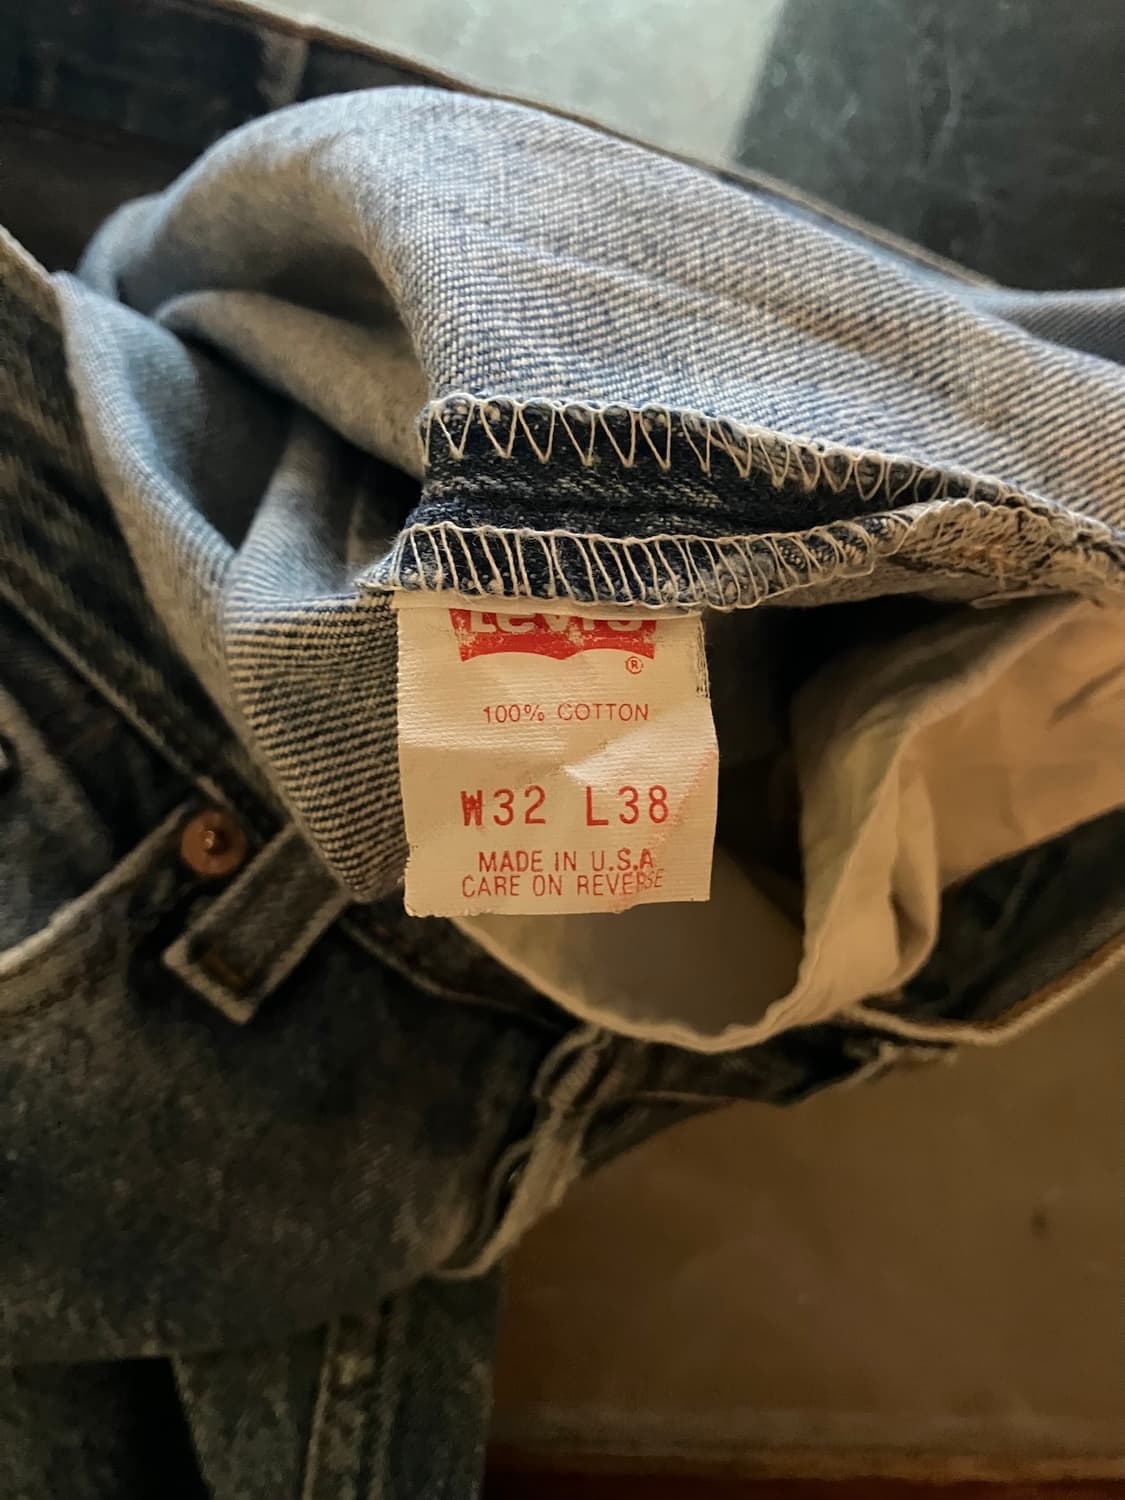 Levi's
®
100% COTTON
W32 L38
MADE IN U.S.A
CARE ON REVERSE